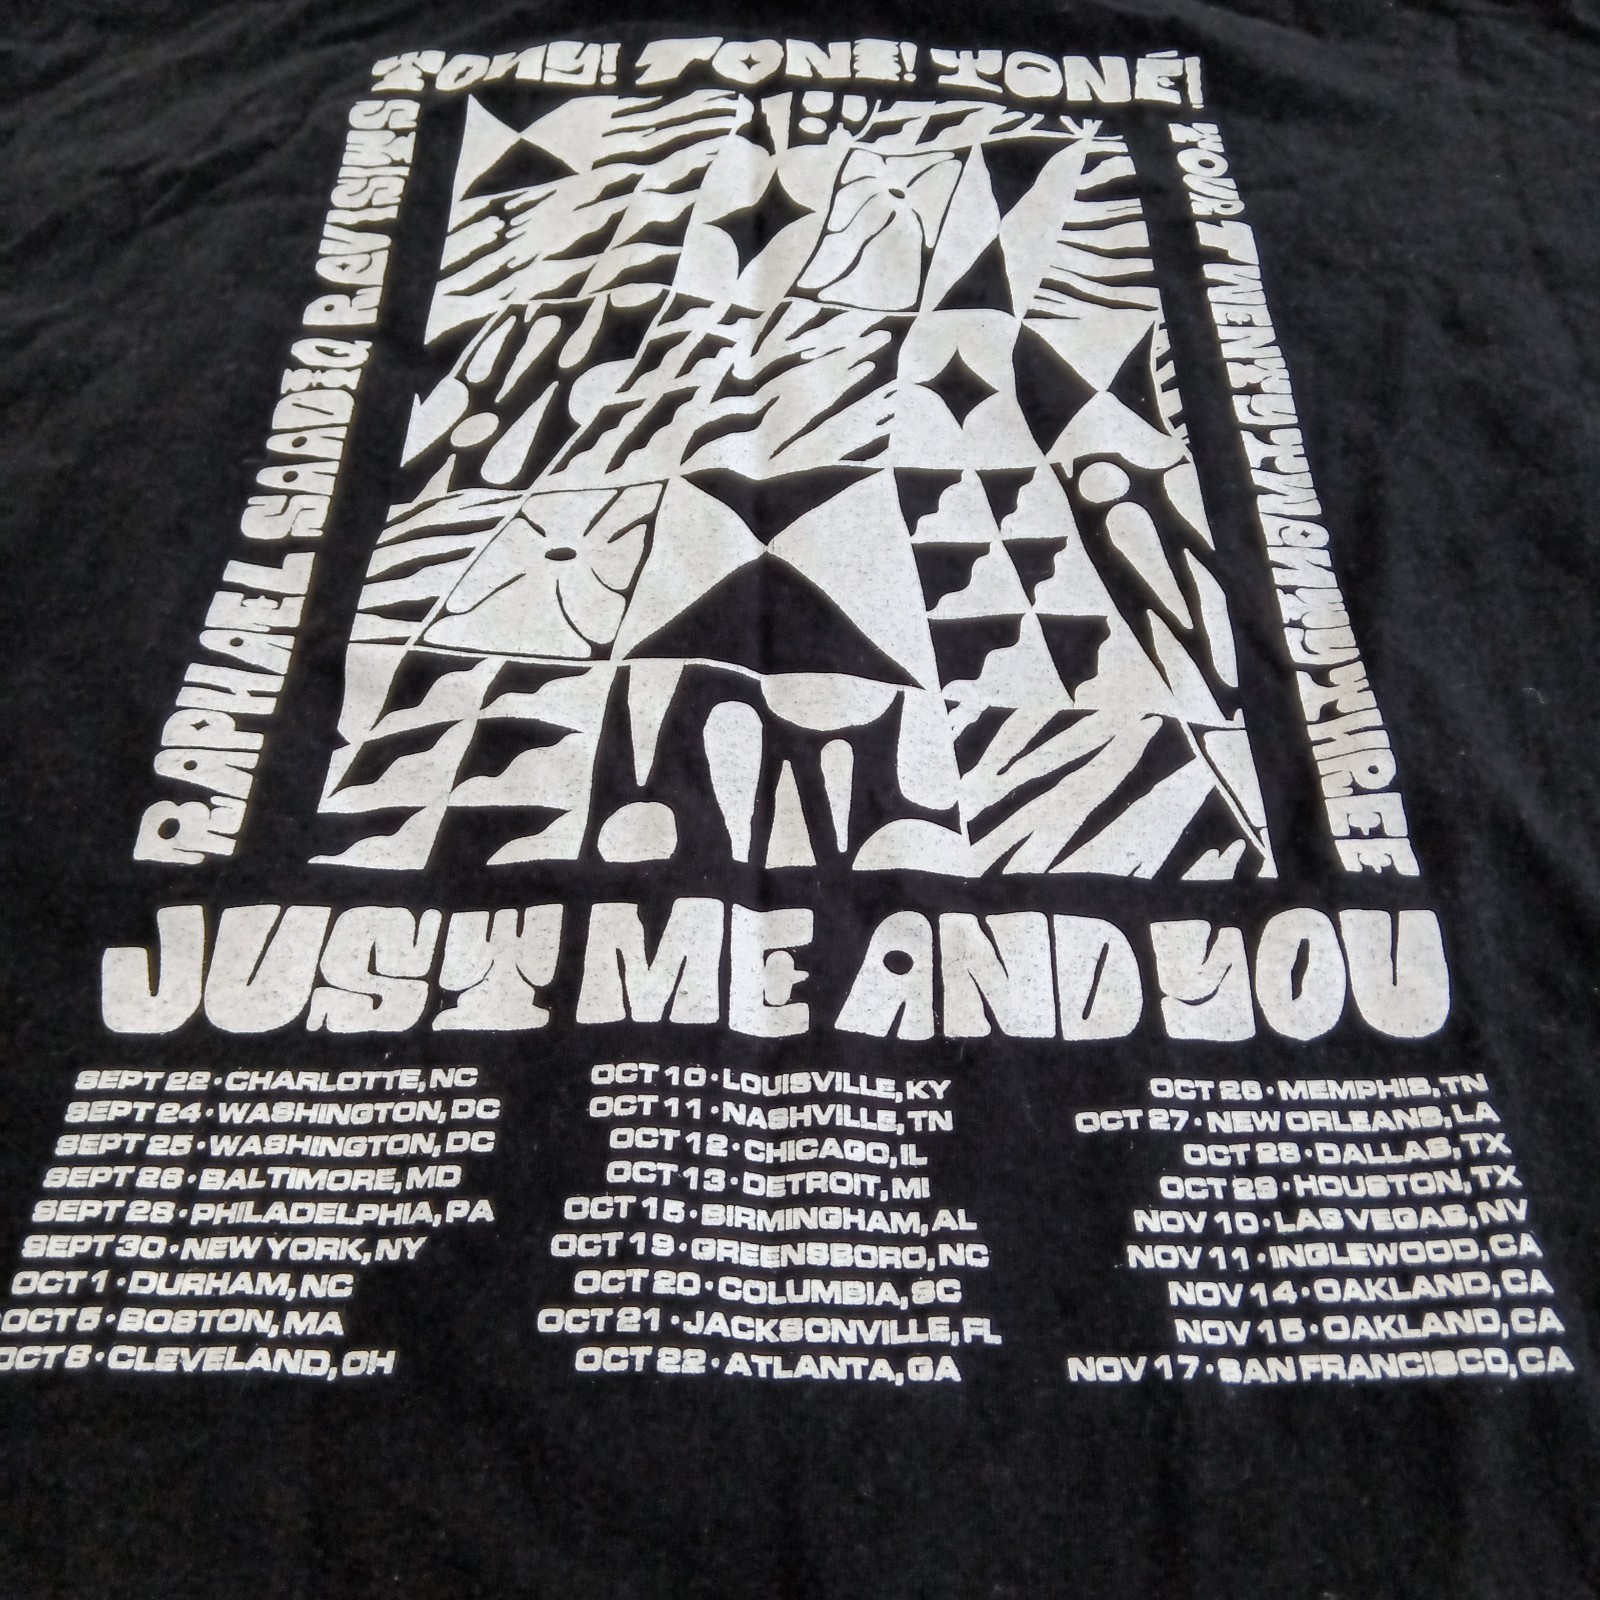 TONY! TONE! TONÉ!
RAPHAEL SAADIQ REVISITS
TOUR TWENTY TWENTY THREE
JUST ME AND YOU
SEPT 22•CHARLOTTE, NC
SEPT 24•WASHINGTON, DC
SEPT 25•WASHINGTON, DC
SEPT 26•BALTIMORE, MD
SEPT 28•PHILADELPHIA, PA
SEPT 30•NEW YORK, NY
OCT 1•DURHAM, NC
OCT 5•BOSTON, MA
OCT 8•CLEVELAND, OH
OCT 10•LOUISVILLE, KY
OCT 11•NASHVILLE, TN
OCT 12•CHICAGO, IL
OCT 13•DETROIT, MI
OCT 15•BIRMINGHAM, AL
OCT 19•GREENSBORO, NC
OCT 20•COLUMBIA, SC
OCT 21•JACKSONVILLE, FL
OCT 22•ATLANTA, GA
OCT 26•MEMPHIS, TN
OCT 27•NEW ORLEANS, LA
OCT 28•DALLAS, TX
OCT 29•HOUSTON, TX
NOV 10•LAS VEGAS, NV
NOV 11•INGLEWOOD, CA
NOV 14•OAKLAND, CA
NOV 15•OAKLAND, CA
NOV 17•SAN FRANCISCO, CA